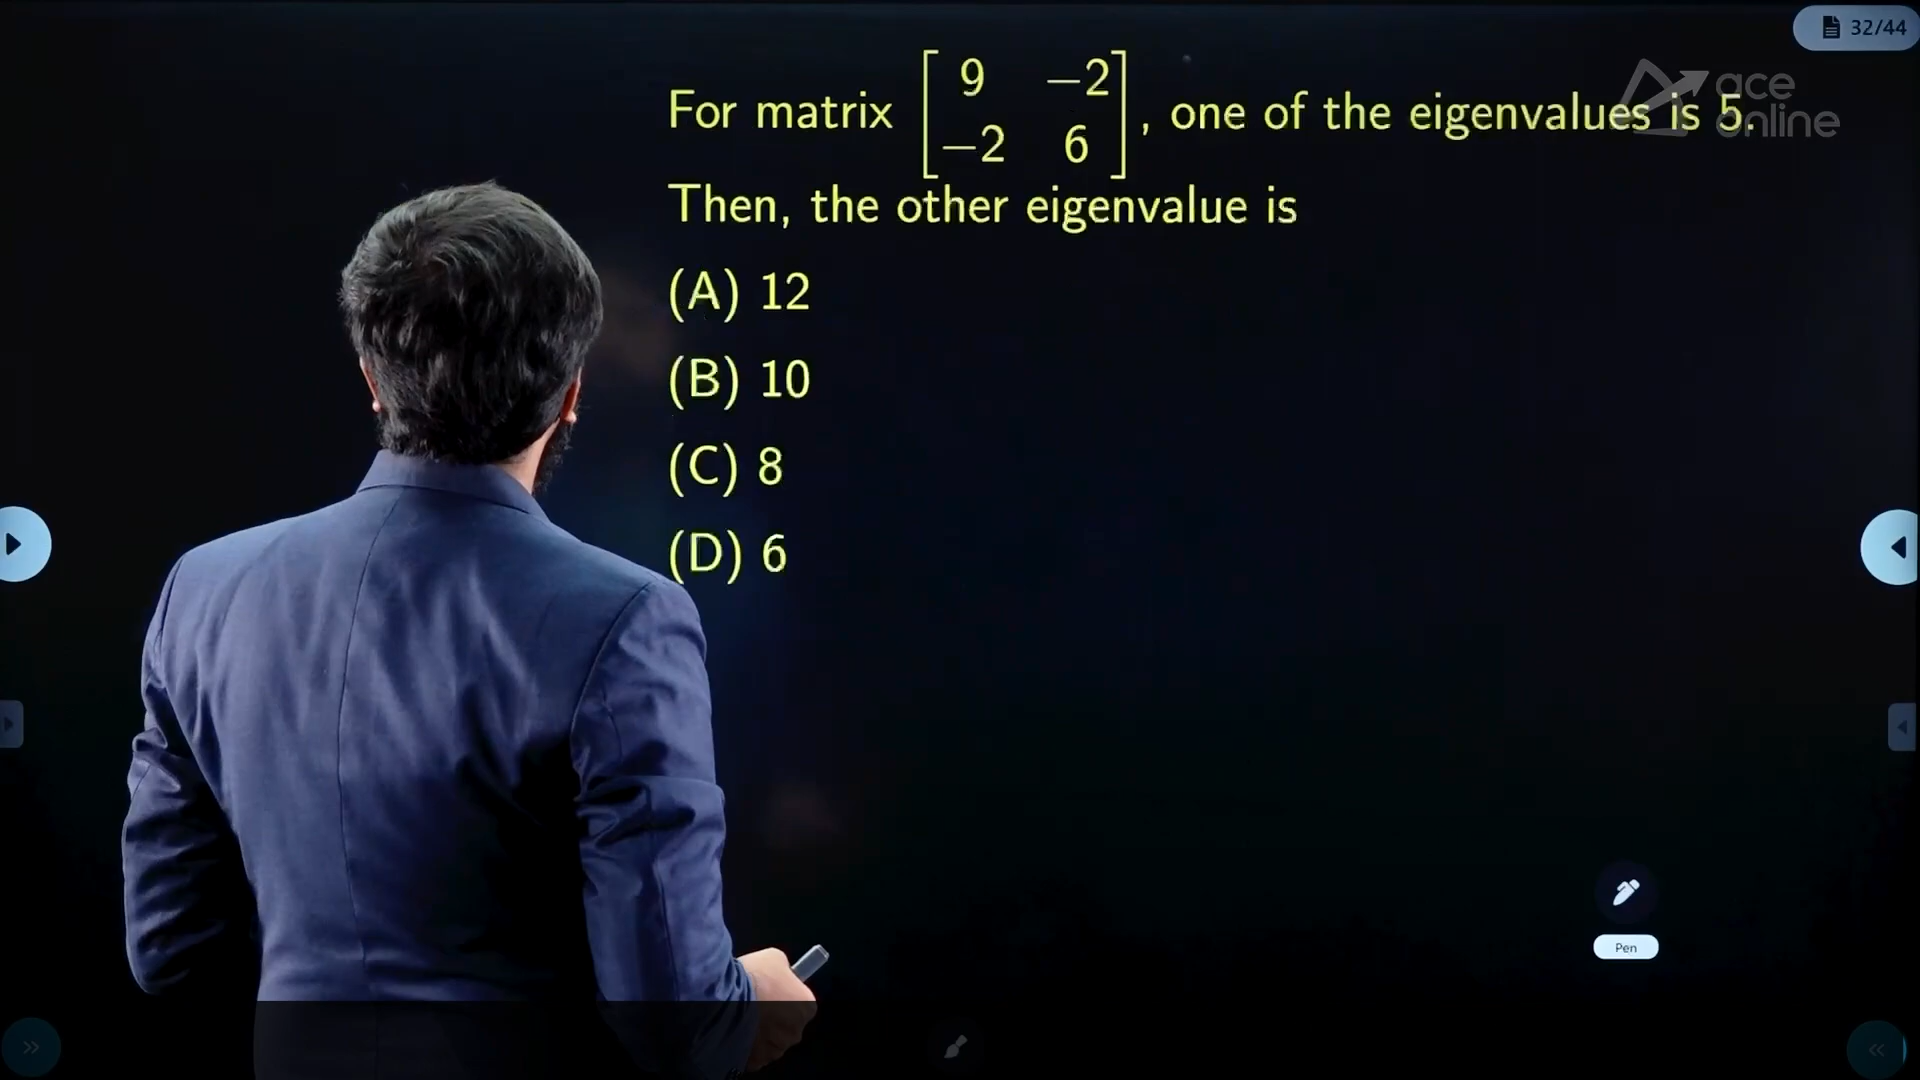 32/44
ace
online
For matrix [9 −2
−2 6], one of the eigenvalues is 5.
Then, the other eigenvalue is
(A) 12
(B) 10
(C) 8
(D) 6
Pen